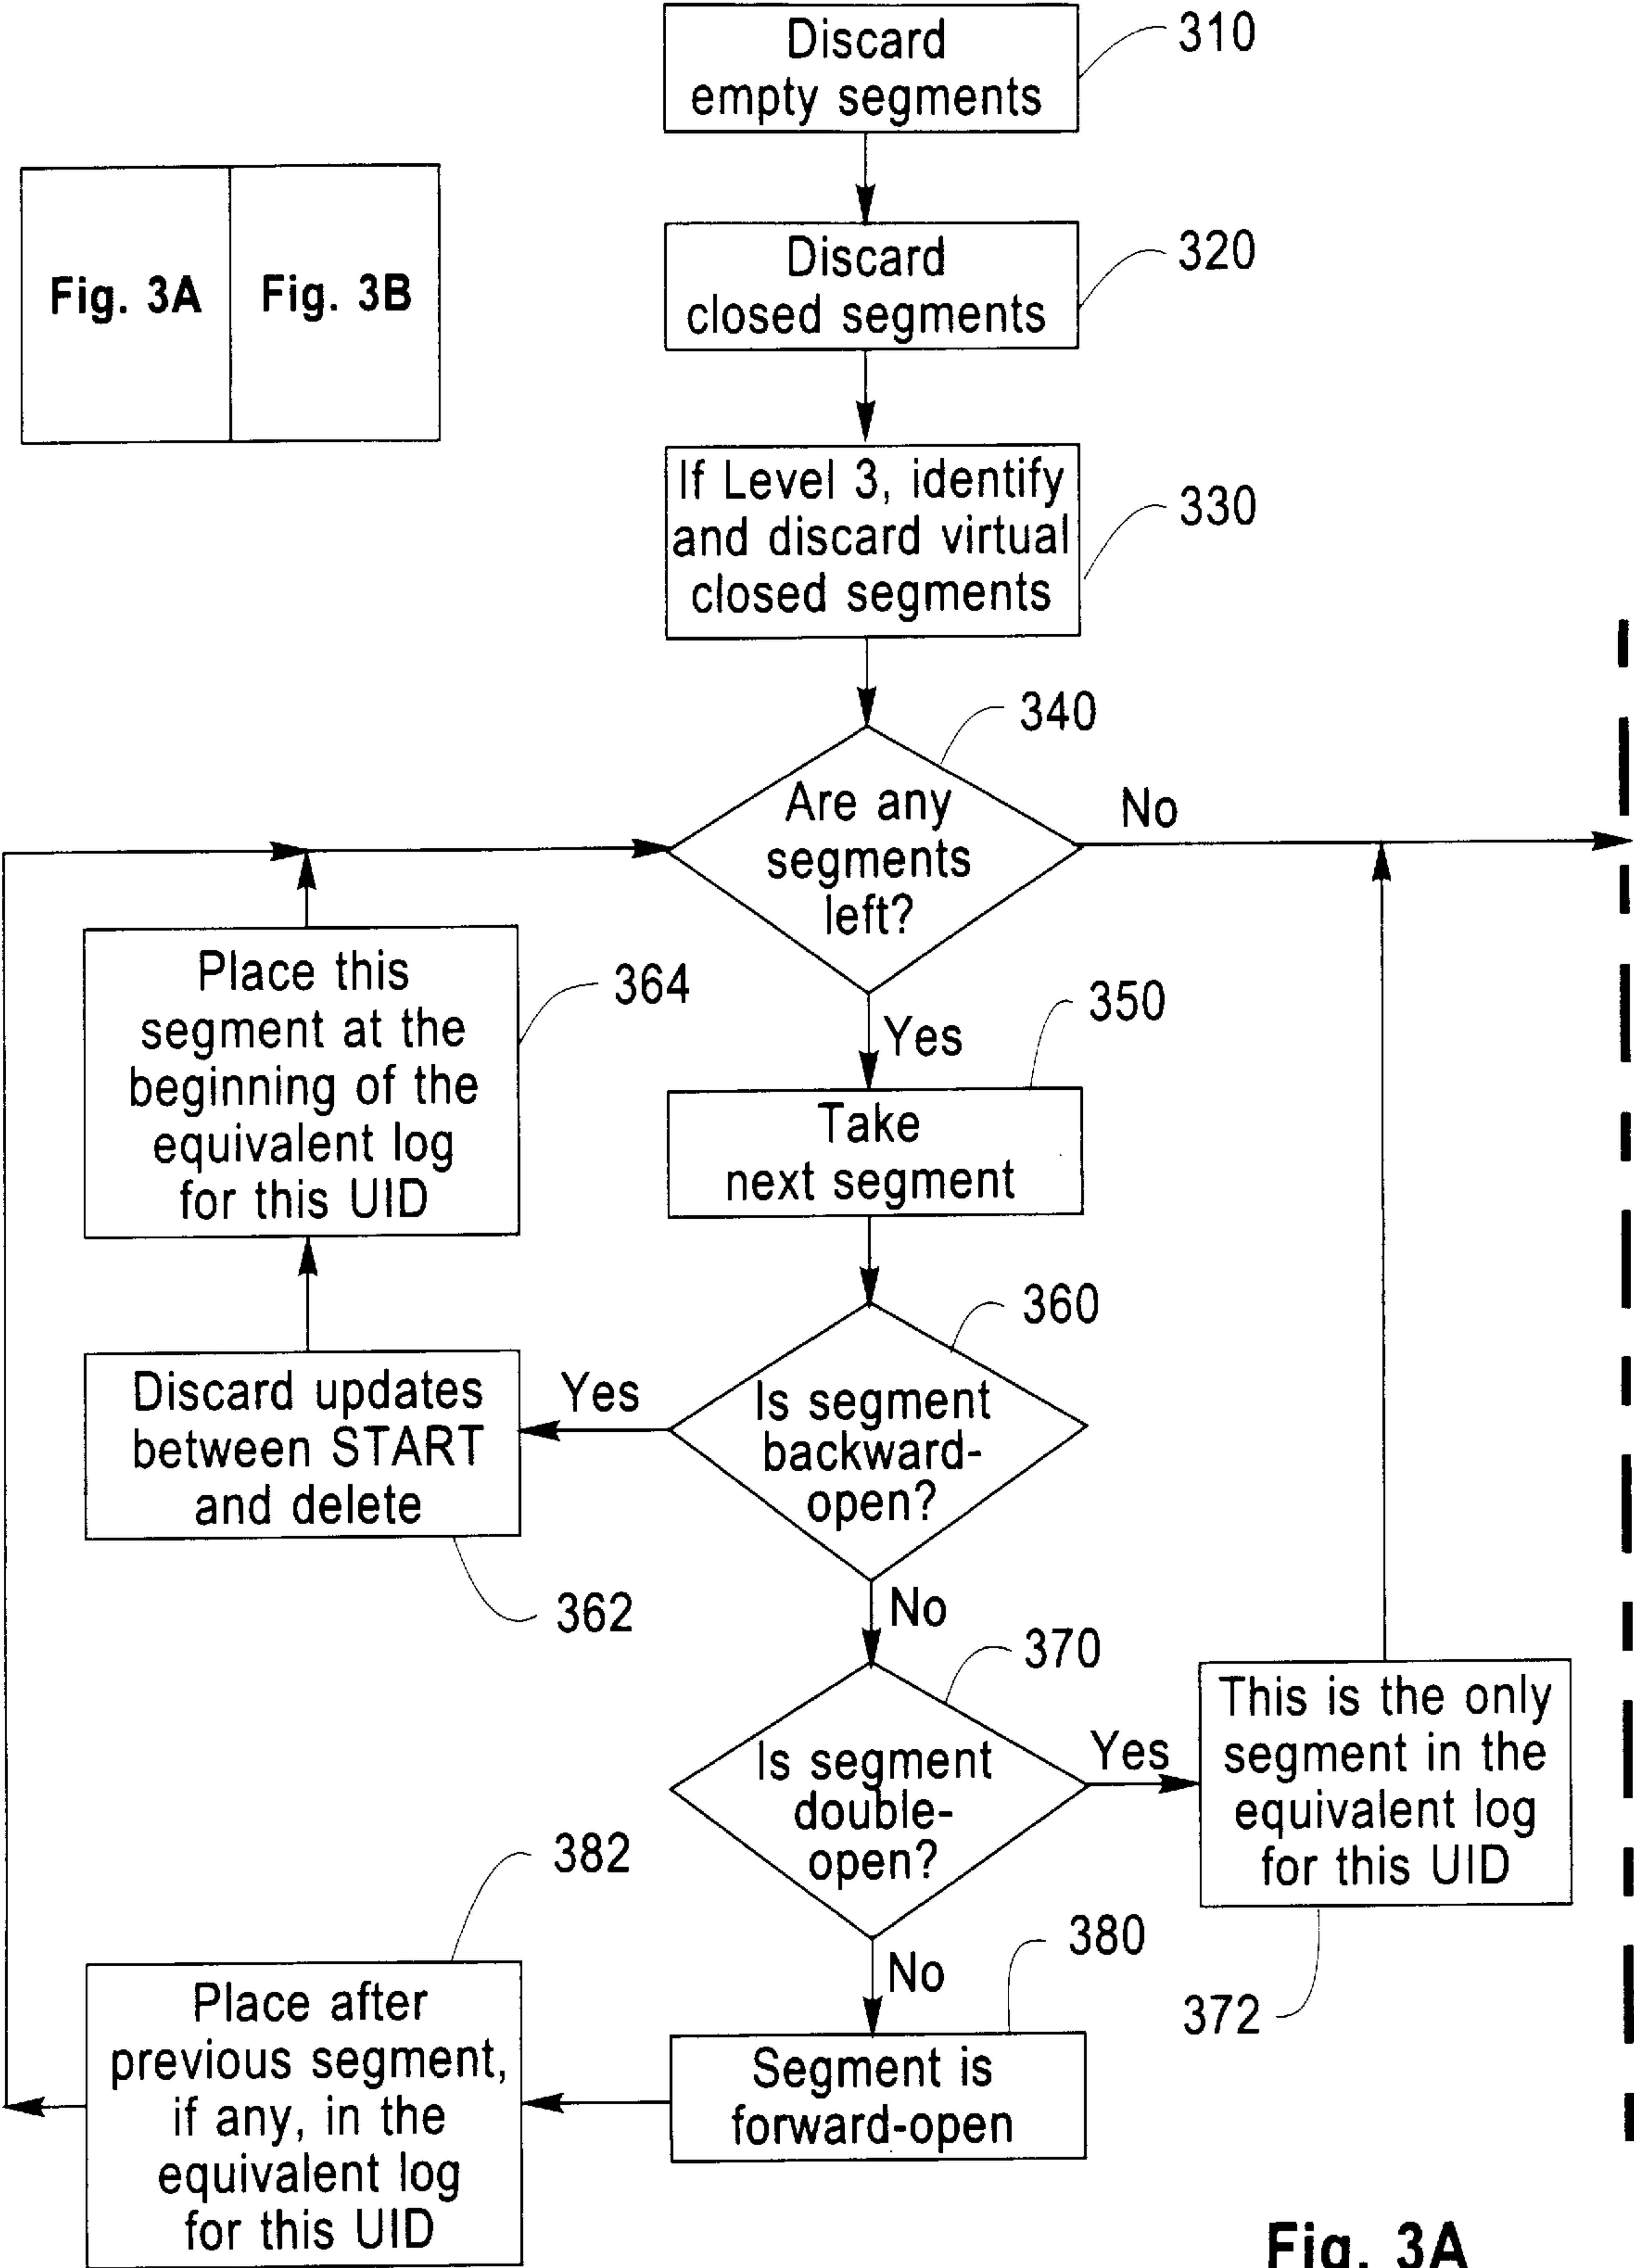 Discard
empty segments
310
Fig. 3A
Fig. 3B
Discard
closed segments
320
If Level 3, identify
and discard virtual
closed segments
330
340
Are any
segments
left?
No
Place this
segment at the
beginning of the
equivalent log
for this UID
364
Yes
350
Take
next segment
360
Is segment
backward-
open?
Yes
Discard updates
between START
and delete
362
No
370
Is segment
double-
open?
Yes
This is the only
segment in the
equivalent log
for this UID
372
No
380
Segment is
forward-open
382
Place after
previous segment,
if any, in the
equivalent log
for this UID
Fig. 3A